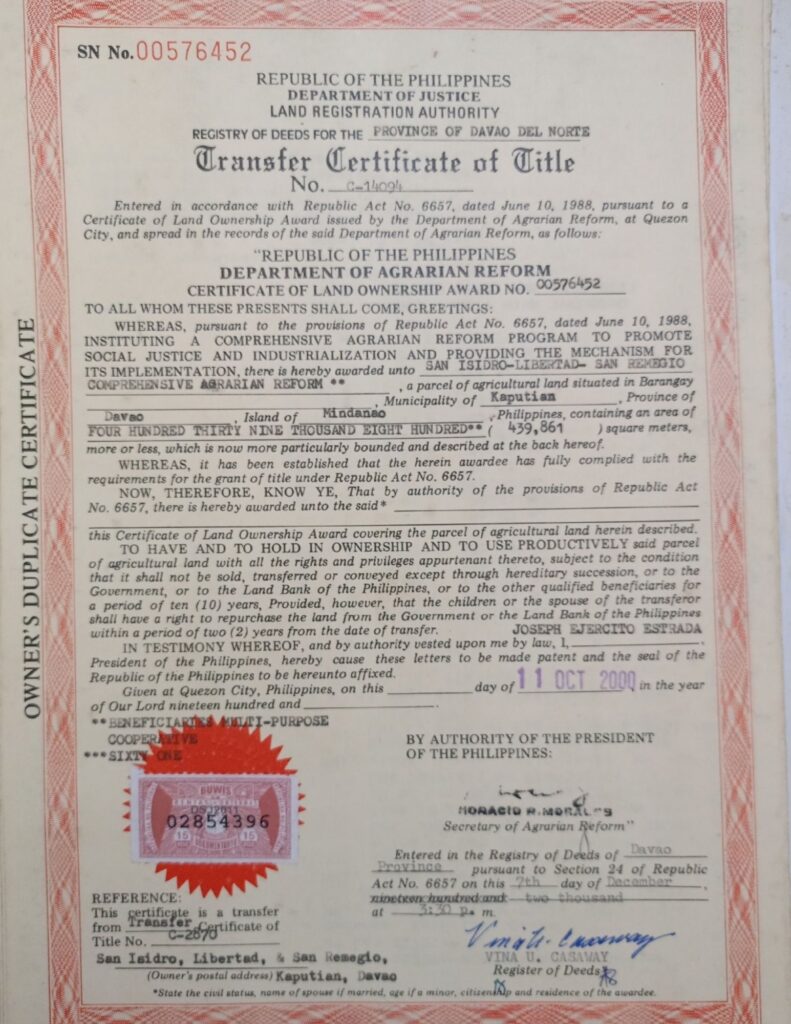 SN No. 00576452
REPUBLIC OF THE PHILIPPINES
DEPARTMENT OF JUSTICE
LAND REGISTRATION AUTHORITY
REGISTRY OF DEEDS FOR THE PROVINCE OF DAVAO DEL NORTE
Transfer Certificate of Title
No. C-14094
Entered in accordance with Republic Act No. 6657, dated June 10, 1988, pursuant to a
Certificate of Land Ownership Award issued by the Department of Agrarian Reform, at Quezon
City, and spread in the records of the said Department of Agrarian Reform, as follows:
"REPUBLIC OF THE PHILIPPINES
DEPARTMENT OF AGRARIAN REFORM
CERTIFICATE OF LAND OWNERSHIP AWARD NO. 00576452
TO ALL WHOM THESE PRESENTS SHALL COME, GREETINGS:
WHEREAS, pursuant to the provisions of Republic Act No. 6657, dated June 10, 1988,
INSTITUTING A COMPREHENSIVE AGRARIAN REFORM PROGRAM TO PROMOTE
SOCIAL JUSTICE AND INDUSTRIALIZATION AND PROVIDING THE MECHANISM FOR
ITS IMPLEMENTATION, there is hereby awarded unto SAN ISIDRO-LIBERTAD- SAN REMEGIO
COMPREHENSIVE AGRARIAN REFORM ** , a parcel of agricultural land situated in Barangay
, Municipality of Kaputian , Province of
Davao , Island of Mindanao , Philippines, containing an area of
FOUR HUNDRED THIRTY NINE THOUSAND EIGHT HUNDRED** ( 439,861 ) square meters,
more or less, which is now more particularly bounded and described at the back hereof.
WHEREAS, it has been established that the herein awardee has fully complied with the
requirements for the grant of title under Republic Act No. 6657.
NOW, THEREFORE, KNOW YE, That by authority of the provisions of Republic Act
No. 6657, there is hereby awarded unto the said*
this Certificate of Land Ownership Award covering the parcel of agricultural land herein described.
TO HAVE AND TO HOLD IN OWNERSHIP AND TO USE PRODUCTIVELY said parcel
of agricultural land with all the rights and privileges appurtenant thereto, subject to the condition
that it shall not be sold, transferred or conveyed except through hereditary succession, or to the
Government, or to the Land Bank of the Philippines, or to the other qualified beneficiaries for
a period of ten (10) years, Provided, however, that the children or the spouse of the transferor
shall have a right to repurchase the land from the Government or the Land Bank of the Philippines
within a period of two (2) years from the date of transfer. JOSEPH EJERCITO ESTRADA
IN TESTIMONY WHEREOF, and by authority vested upon me by law, I,
President of the Philippines, hereby cause these letters to be made patent and the seal of the
Republic of the Philippines to be hereunto affixed.
Given at Quezon City, Philippines, on this day of 11 OCT 2000 in the year
of Our Lord nineteen hundred and .
**BENEFICIARIES MULTI-PURPOSE
COOPERATIVE
***SIXTY ONE
BY AUTHORITY OF THE PRESIDENT
OF THE PHILIPPINES:
BUWIS
02854396
15 15
HORACIO R. MORALES
Secretary of Agrarian Reform"
Entered in the Registry of Deeds of Davao
Province pursuant to Section 24 of Republic
Act No. 6657 on this 7th day of December ,
nineteen hundred and two thousand
at 3:30 p. m
Vina U. Casaway
VINA U. CASAWAY
Register of Deeds
REFERENCE:
This certificate is a transfer
from Transfer Certificate of
Title No. C-2870
San Isidro, Libertad, & San Remegio,
(Owner's postal address) Kaputian, Davao
*State the civil status, name of spouse if married, age if a minor, citizenship and residence of the awardee.
OWNER'S DUPLICATE CERTIFICATE